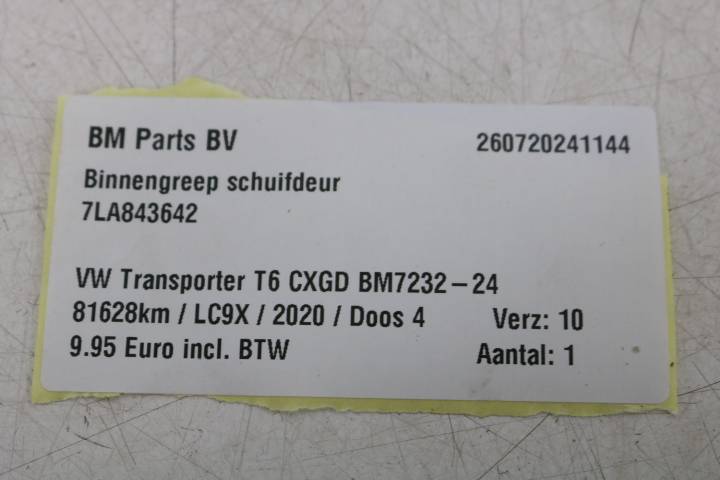 BM Parts BV 260720241144
Binnengreep schuifdeur
7LA843642
VW Transporter T6 CXGD BM7232-24
81628km / LC9X / 2020 / Doos 4 Verz: 10
9.95 Euro incl. BTW Aantal: 1